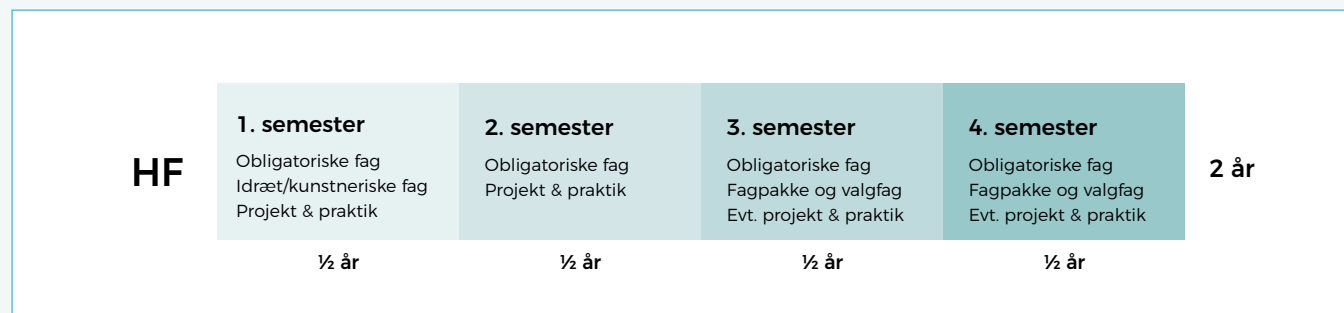 HF
1. semester
Obligatoriske fag
Idræt/kunstneriske fag
Projekt & praktik
½ år
2. semester
Obligatoriske fag
Projekt & praktik
½ år
3. semester
Obligatoriske fag
Fagpakke og valgfag
Evt. projekt & praktik
½ år
4. semester
Obligatoriske fag
Fagpakke og valgfag
Evt. projekt & praktik
½ år
2 år